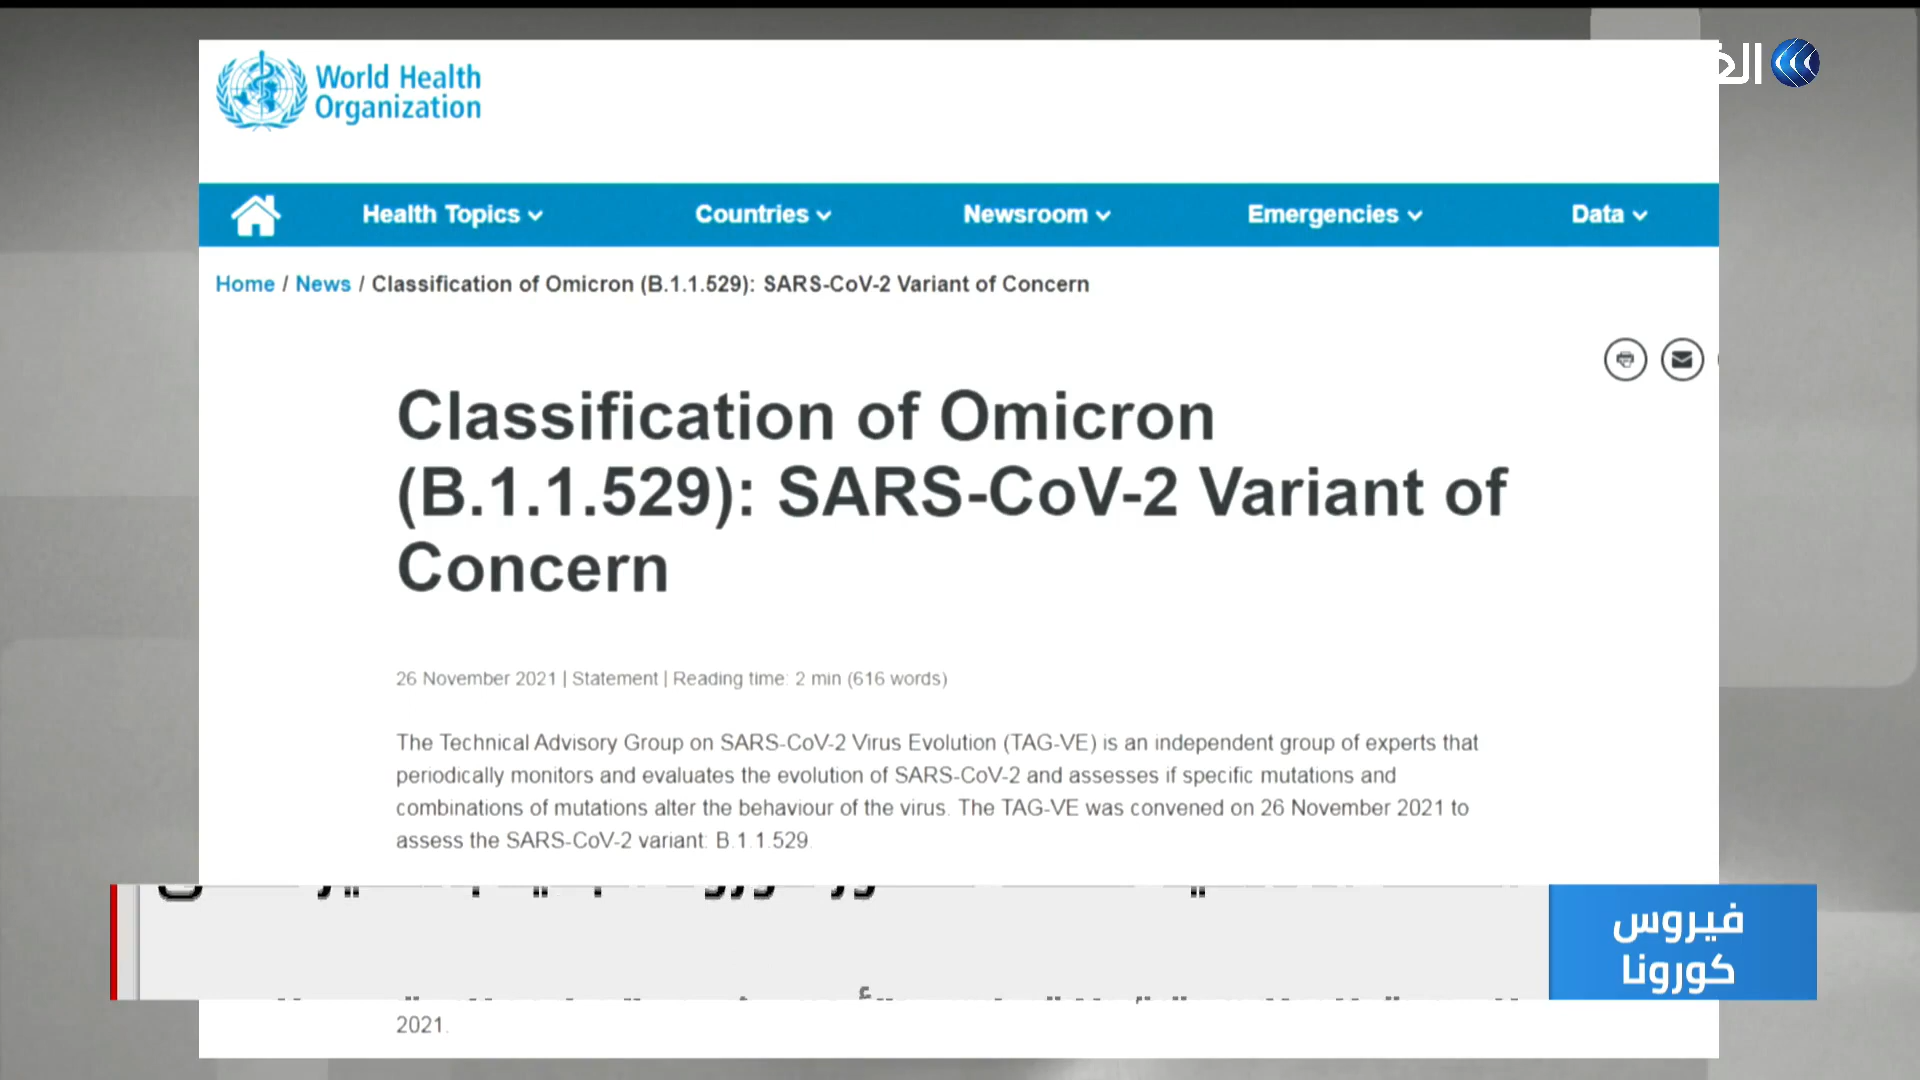 World Health
Organization
Health Topics
Countries
Newsroom
Emergencies
Data
Home / News / Classification of Omicron (B.1.1.529): SARS-CoV-2 Variant of Concern
Classification of Omicron
(B.1.1.529): SARS-CoV-2 Variant of
Concern
26 November 2021 | Statement | Reading time: 2 min (616 words)
The Technical Advisory Group on SARS-CoV-2 Virus Evolution (TAG-VE) is an independent group of experts that
periodically monitors and evaluates the evolution of SARS-CoV-2 and assesses if specific mutations and
combinations of mutations alter the behaviour of the virus. The TAG-VE was convened on 26 November 2021 to
assess the SARS-CoV-2 variant: B.1.1.529.
فيروس
كورونا
2021.